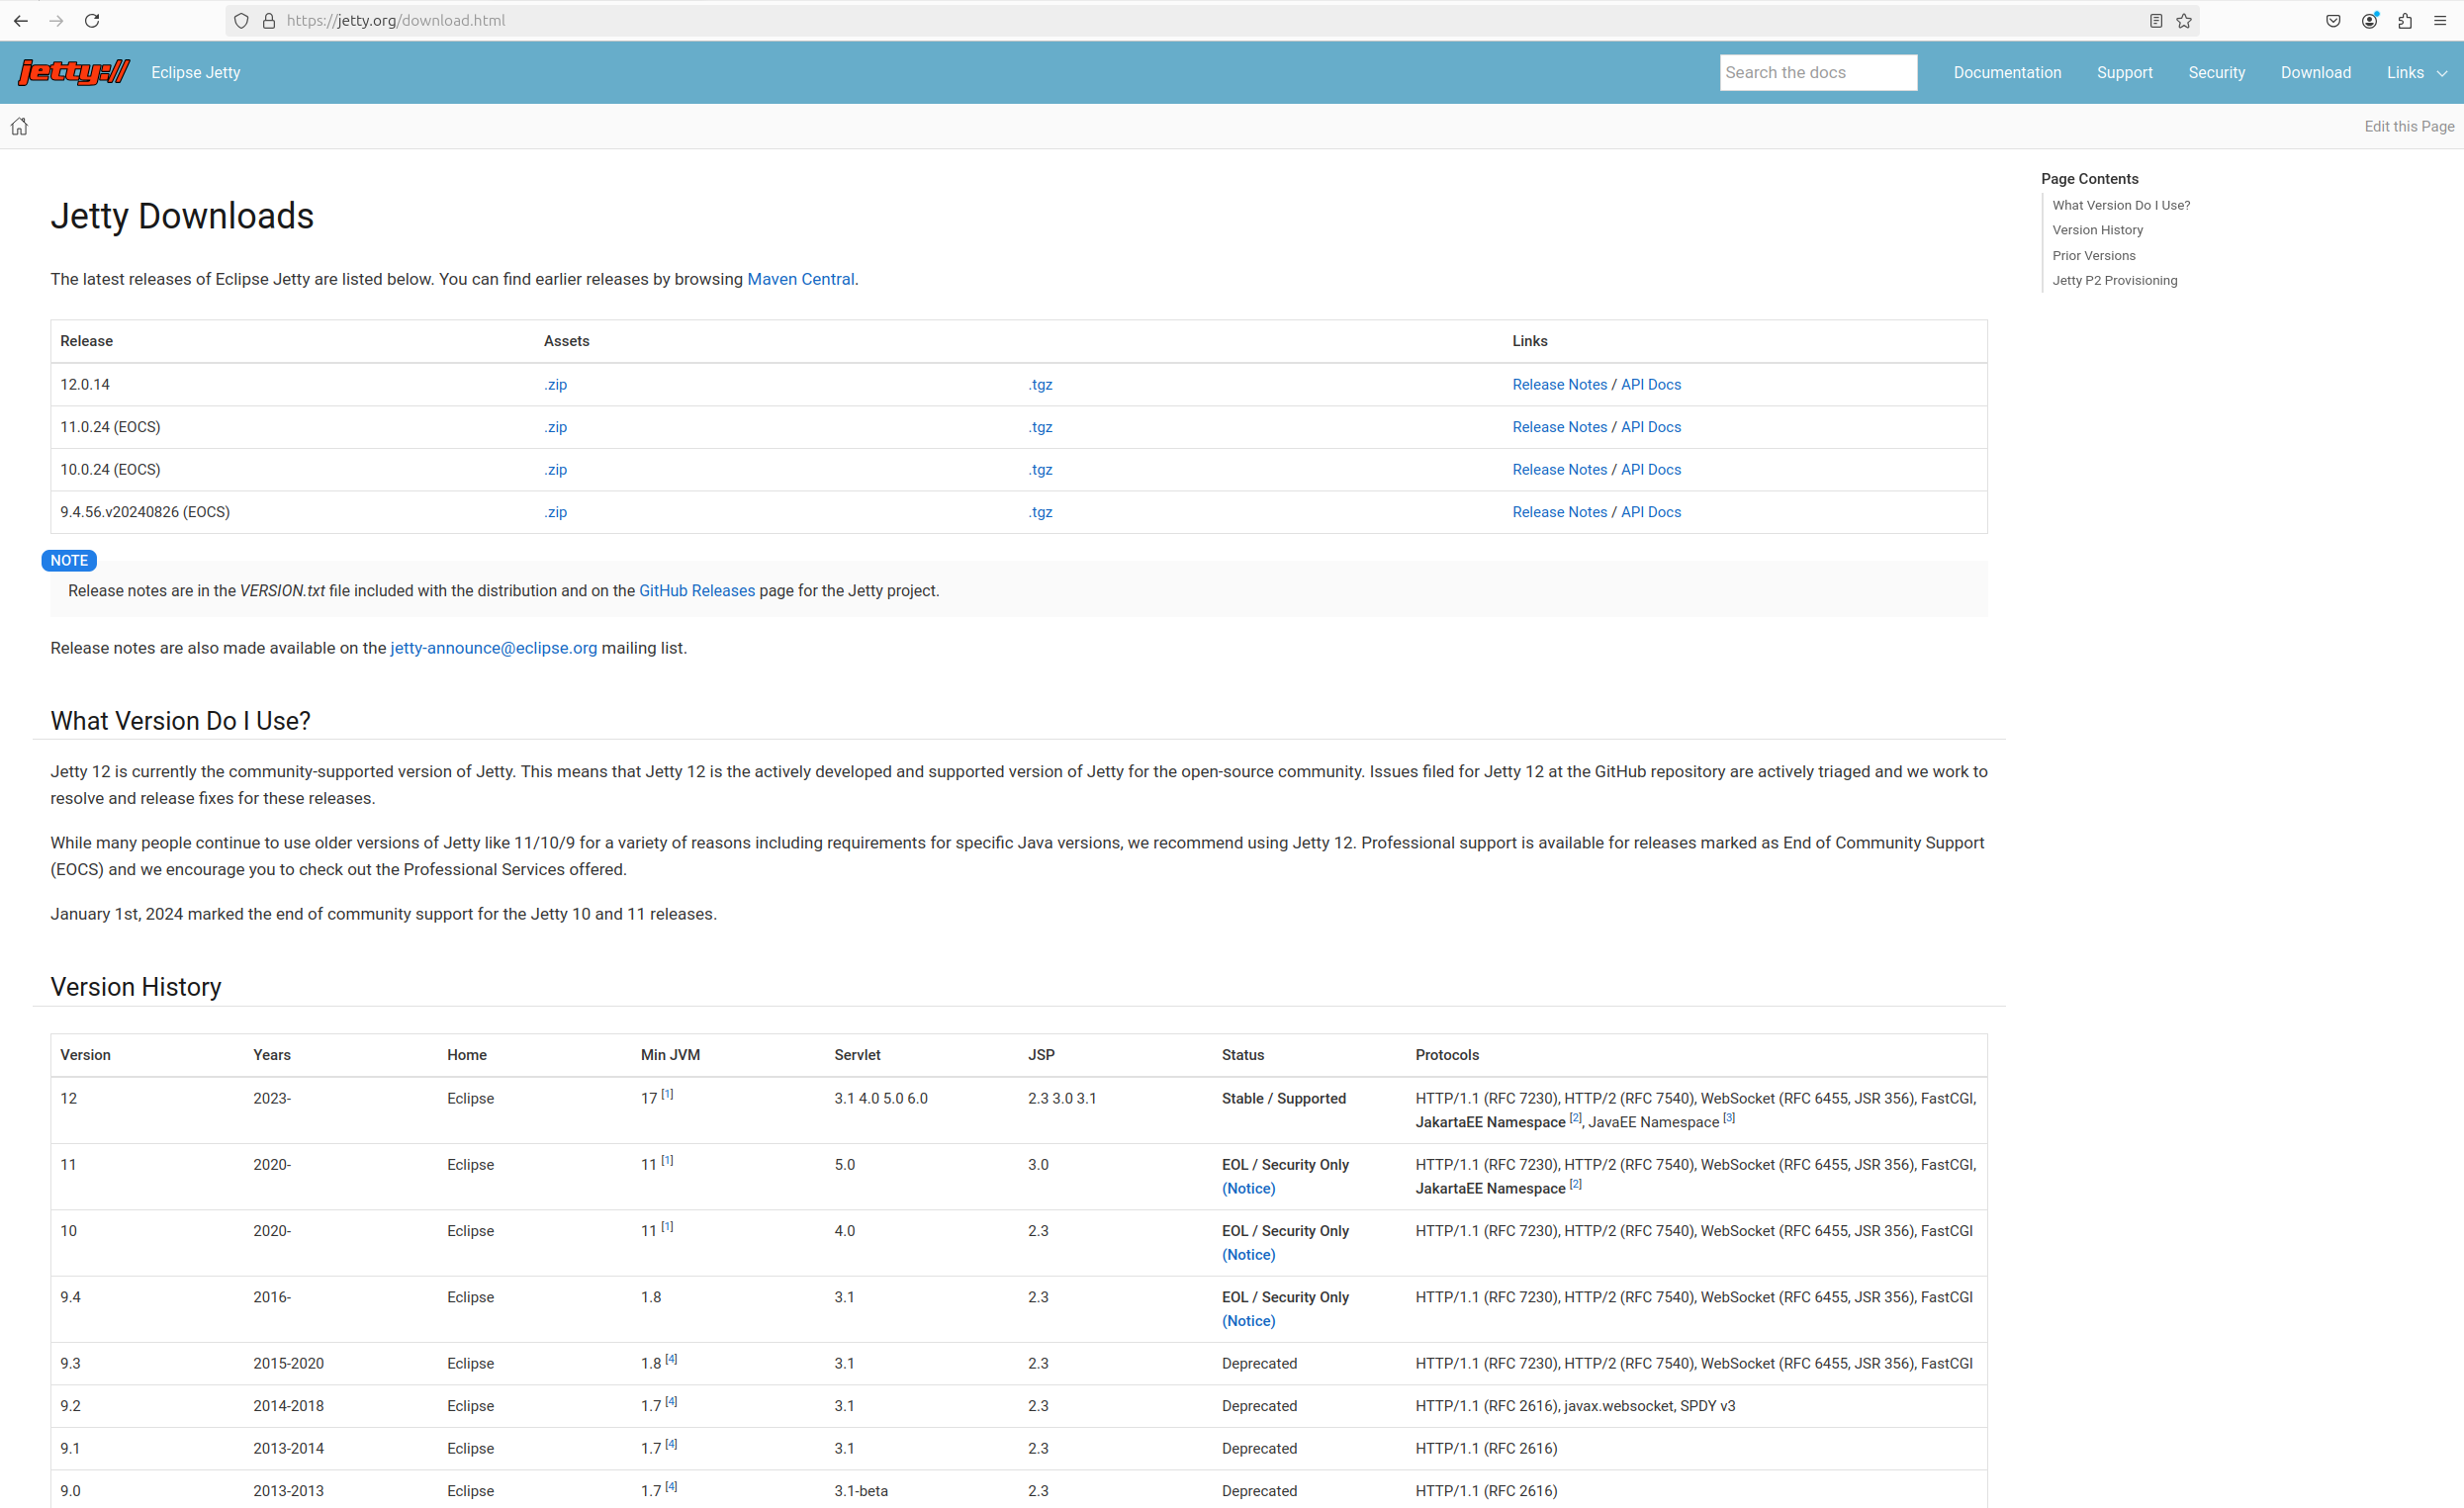 https://jetty.org/download.html
jetty:// Eclipse Jetty Search the docs Documentation Support Security Download Links
Edit this Page
Jetty Downloads
The latest releases of Eclipse Jetty are listed below. You can find earlier releases by browsing Maven Central.
Release Assets Links
12.0.14 .zip .tgz Release Notes / API Docs
11.0.24 (EOCS) .zip .tgz Release Notes / API Docs
10.0.24 (EOCS) .zip .tgz Release Notes / API Docs
9.4.56.v20240826 (EOCS) .zip .tgz Release Notes / API Docs
NOTE
Release notes are in the VERSION.txt file included with the distribution and on the GitHub Releases page for the Jetty project.
Release notes are also made available on the jetty-announce@eclipse.org mailing list.
What Version Do I Use?
Jetty 12 is currently the community-supported version of Jetty. This means that Jetty 12 is the actively developed and supported version of Jetty for the open-source community. Issues filed for Jetty 12 at the GitHub repository are actively triaged and we work to
resolve and release fixes for these releases.
While many people continue to use older versions of Jetty like 11/10/9 for a variety of reasons including requirements for specific Java versions, we recommend using Jetty 12. Professional support is available for releases marked as End of Community Support
(EOCS) and we encourage you to check out the Professional Services offered.
January 1st, 2024 marked the end of community support for the Jetty 10 and 11 releases.
Version History
Version Years Home Min JVM Servlet JSP Status Protocols
12 2023- Eclipse 17 [1] 3.1 4.0 5.0 6.0 2.3 3.0 3.1 Stable / Supported HTTP/1.1 (RFC 7230), HTTP/2 (RFC 7540), WebSocket (RFC 6455, JSR 356), FastCGI,
JakartaEE Namespace [2], JavaEE Namespace [3]
11 2020- Eclipse 11 [1] 5.0 3.0 EOL / Security Only HTTP/1.1 (RFC 7230), HTTP/2 (RFC 7540), WebSocket (RFC 6455, JSR 356), FastCGI,
(Notice) JakartaEE Namespace [2]
10 2020- Eclipse 11 [1] 4.0 2.3 EOL / Security Only HTTP/1.1 (RFC 7230), HTTP/2 (RFC 7540), WebSocket (RFC 6455, JSR 356), FastCGI
(Notice)
9.4 2016- Eclipse 1.8 3.1 2.3 EOL / Security Only HTTP/1.1 (RFC 7230), HTTP/2 (RFC 7540), WebSocket (RFC 6455, JSR 356), FastCGI
(Notice)
9.3 2015-2020 Eclipse 1.8 [4] 3.1 2.3 Deprecated HTTP/1.1 (RFC 7230), HTTP/2 (RFC 7540), WebSocket (RFC 6455, JSR 356), FastCGI
9.2 2014-2018 Eclipse 1.7 [4] 3.1 2.3 Deprecated HTTP/1.1 (RFC 2616), javax.websocket, SPDY v3
9.1 2013-2014 Eclipse 1.7 [4] 3.1 2.3 Deprecated HTTP/1.1 (RFC 2616)
9.0 2013-2013 Eclipse 1.7 [4] 3.1-beta 2.3 Deprecated HTTP/1.1 (RFC 2616)
Page Contents
What Version Do I Use?
Version History
Prior Versions
Jetty P2 Provisioning